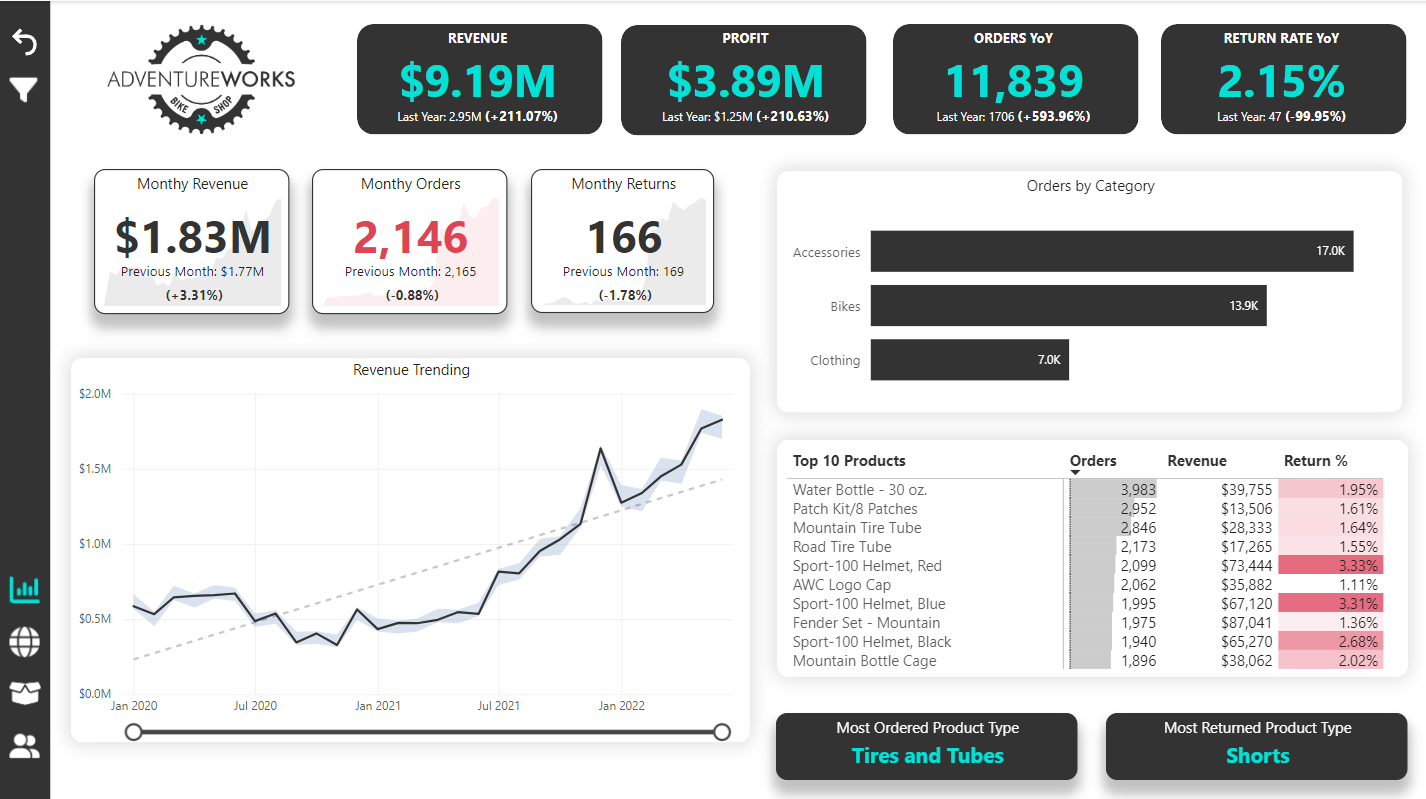 ADVENTUREWORKS
BIKE SHOP
REVENUE
$9.19M
Last Year: 2.95M (+211.07%)
PROFIT
$3.89M
Last Year: $1.25M (+210.63%)
ORDERS YoY
11,839
Last Year: 1706 (+593.96%)
RETURN RATE YoY
2.15%
Last Year: 47 (-99.95%)
Monthy Revenue
$1.83M
Previous Month: $1.77M
(+3.31%)
Monthy Orders
2,146
Previous Month: 2,165
(-0.88%)
Monthy Returns
166
Previous Month: 169
(-1.78%)
Revenue Trending
$2.0M
$1.5M
$1.0M
$0.5M
$0.0M
Jan 2020 Jul 2020 Jan 2021 Jul 2021 Jan 2022
Orders by Category
Accessories 17.0K
Bikes 13.9K
Clothing 7.0K
Top 10 Products Orders Revenue Return %
Water Bottle - 30 oz. 3,983 $39,755 1.95%
Patch Kit/8 Patches 2,952 $13,506 1.61%
Mountain Tire Tube 2,846 $28,333 1.64%
Road Tire Tube 2,173 $17,265 1.55%
Sport-100 Helmet, Red 2,099 $73,444 3.33%
AWC Logo Cap 2,062 $35,882 1.11%
Sport-100 Helmet, Blue 1,995 $67,120 3.31%
Fender Set - Mountain 1,975 $87,041 1.36%
Sport-100 Helmet, Black 1,940 $65,270 2.68%
Mountain Bottle Cage 1,896 $38,062 2.02%
Most Ordered Product Type
Tires and Tubes
Most Returned Product Type
Shorts